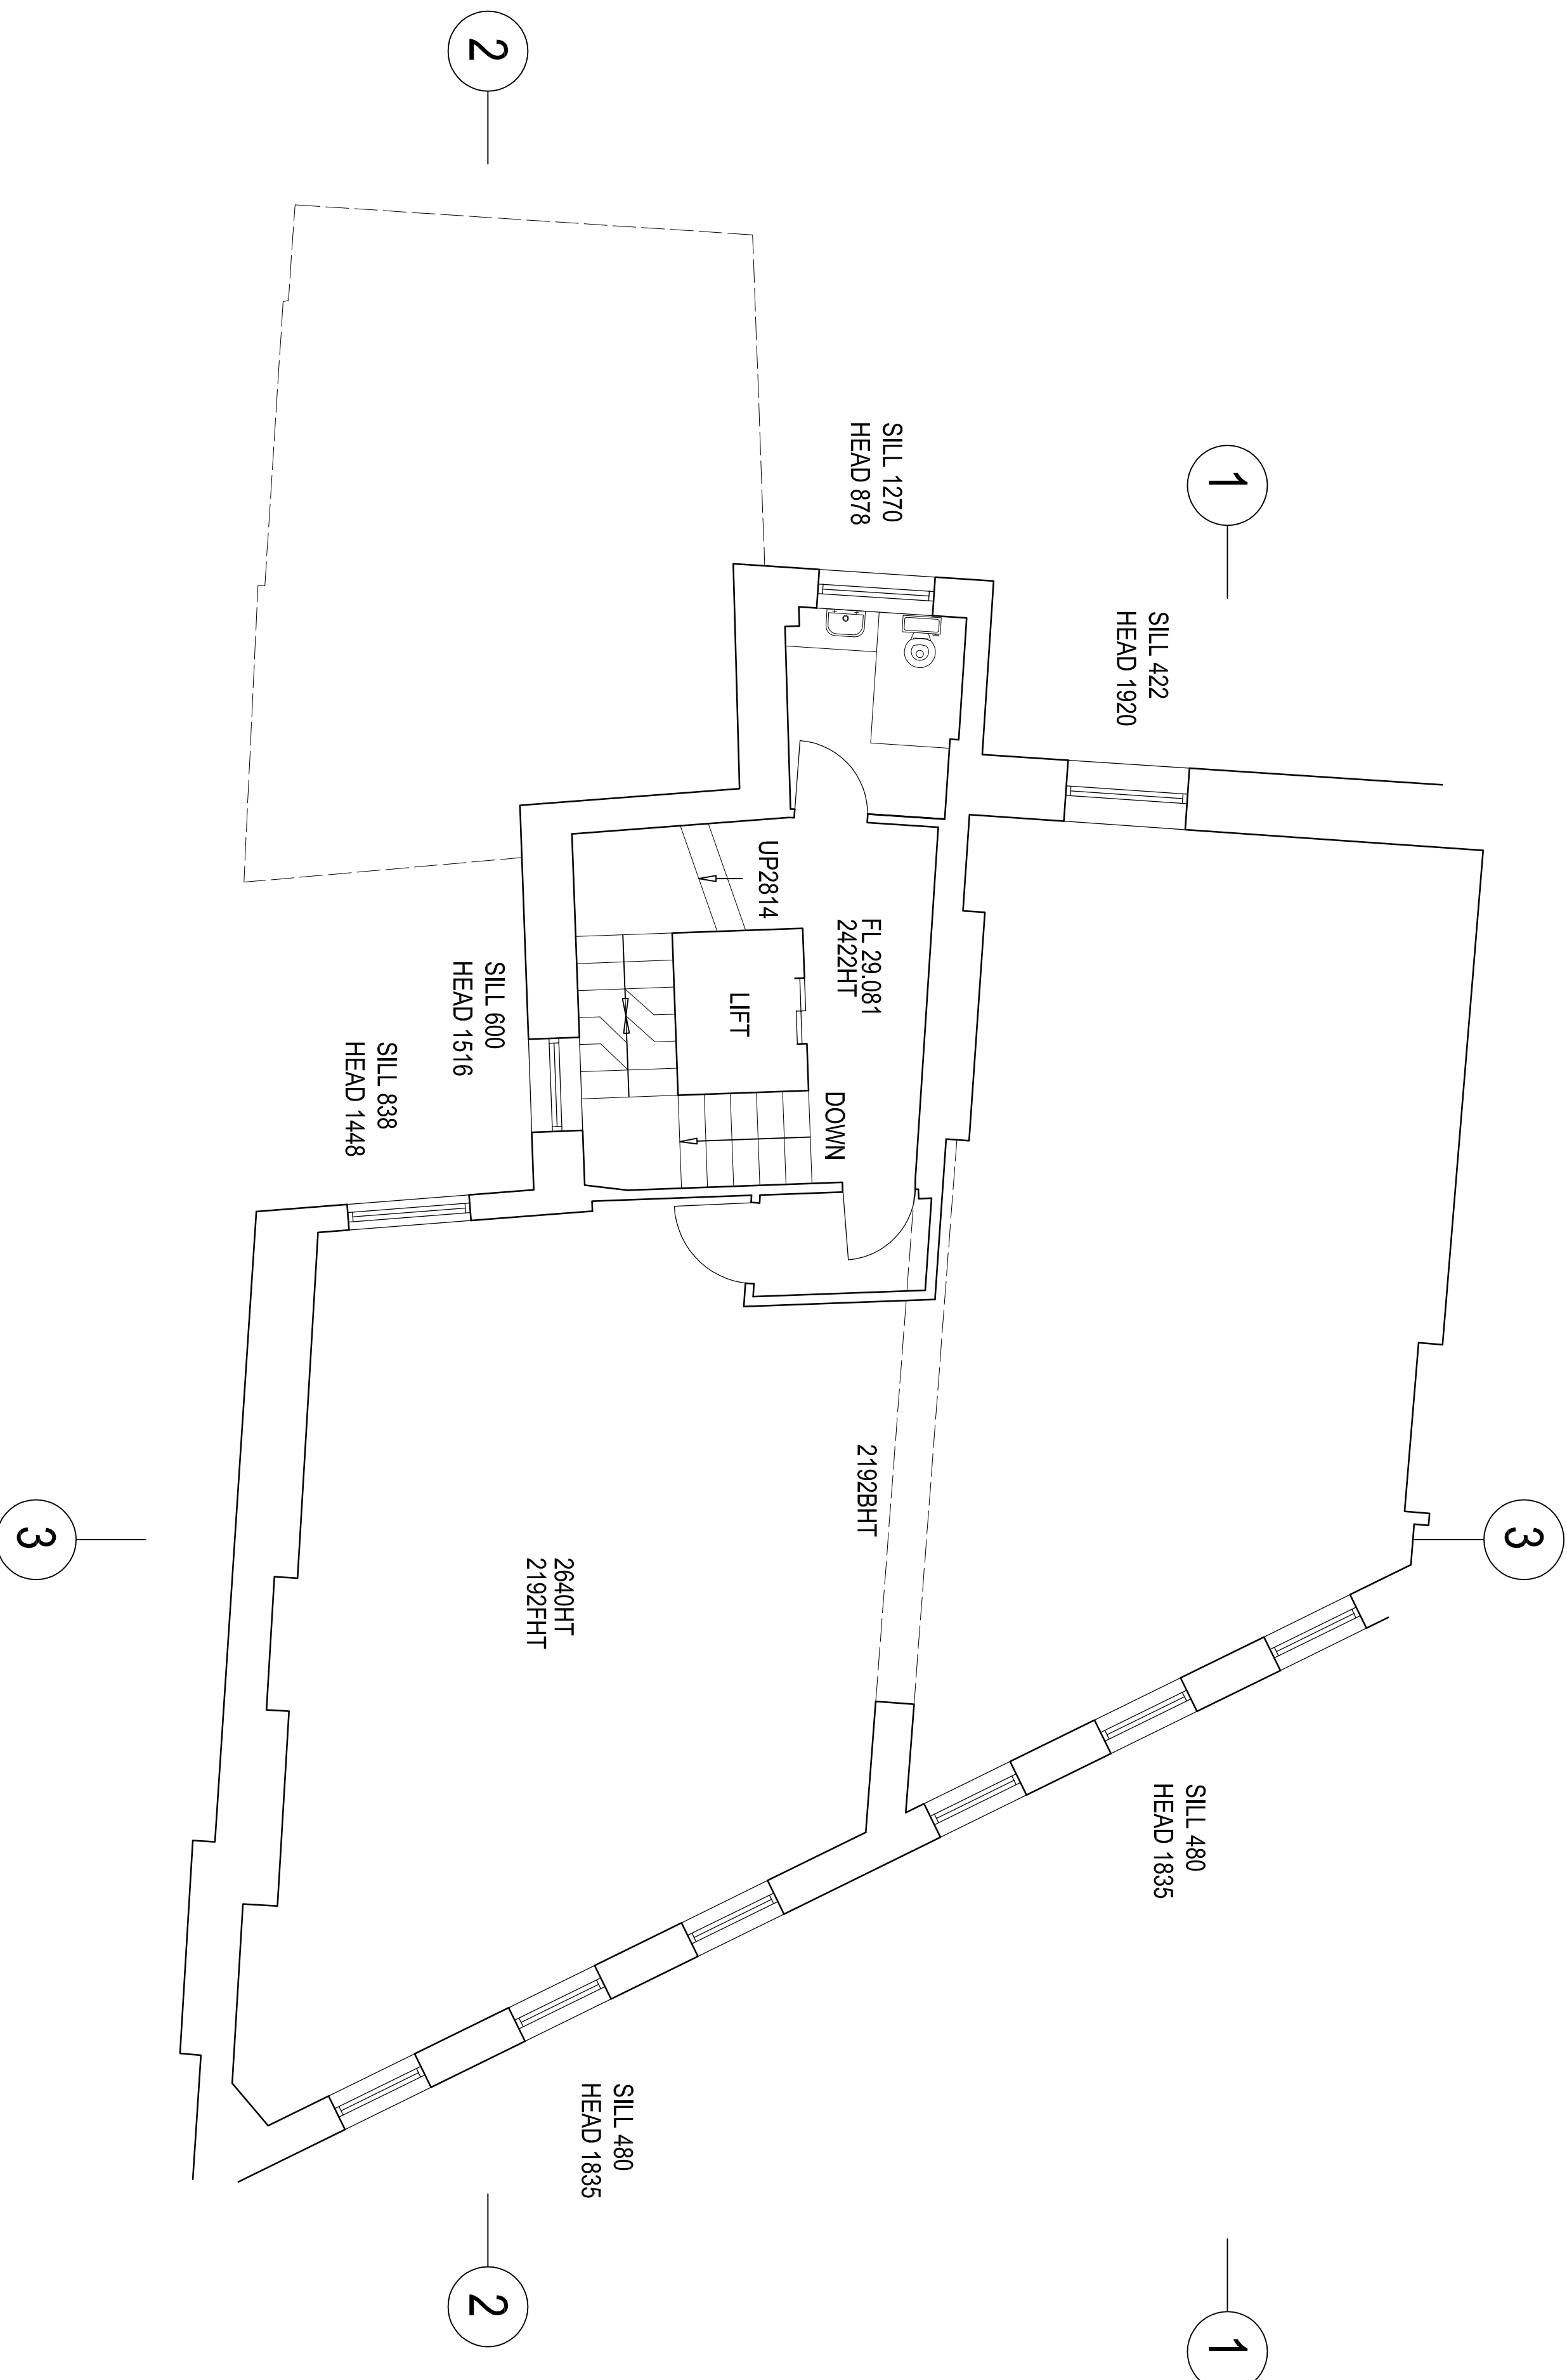 2
1
SILL 1270
HEAD 878
SILL 422
HEAD 1920
UP2814
FL 29.081
2422HT
LIFT
DOWN
SILL 600
HEAD 1516
SILL 838
HEAD 1448
2192BHT
3
3
2640HT
2192FHT
SILL 480
HEAD 1835
SILL 480
HEAD 1835
2
1